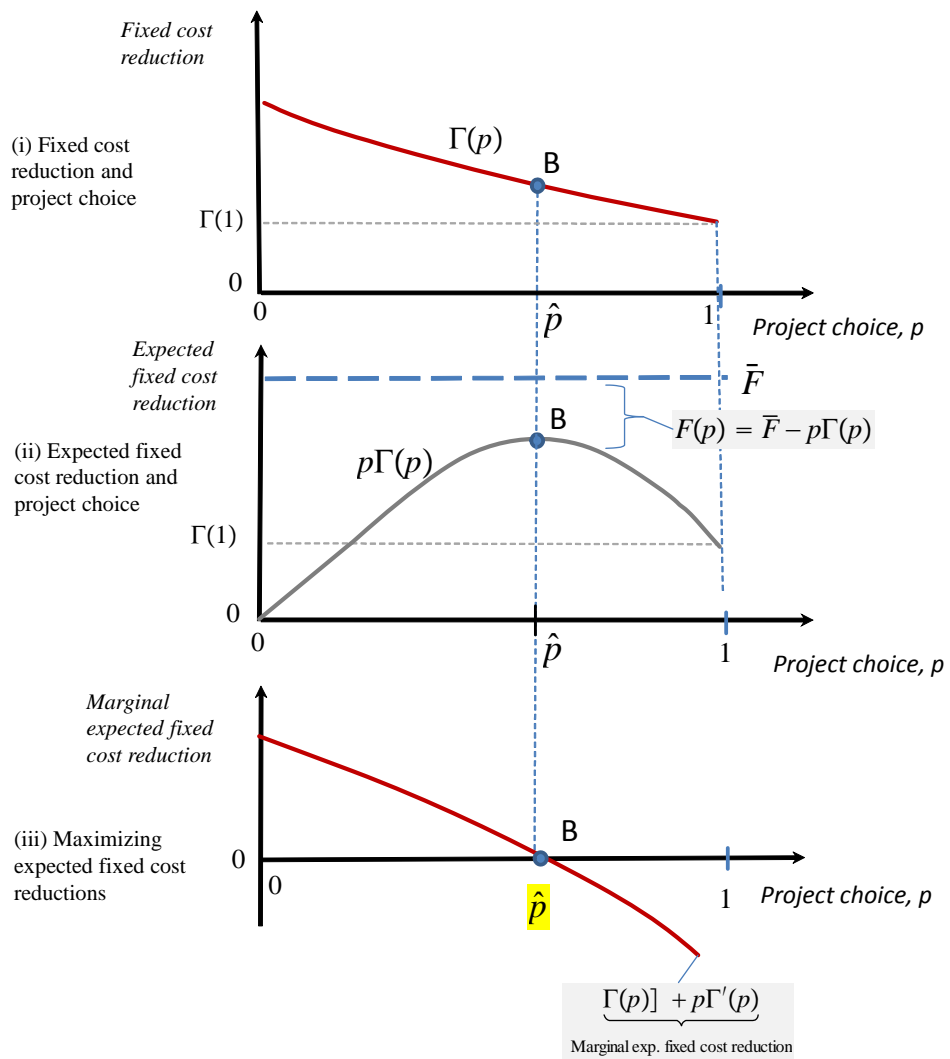 Fixed cost
reduction
(i) Fixed cost
reduction and
project choice
Γ(p)
B
Γ(1)
0
0
p̂
1
Project choice, p
Expected
fixed cost
reduction
F̄
B
F(p) = F̄ − pΓ(p)
(ii) Expected fixed
cost reduction and
project choice
pΓ(p)
Γ(1)
0
0
p̂
1
Project choice, p
Marginal
expected fixed
cost reduction
(iii) Maximizing
expected fixed cost
reductions
B
0
0
p̂
1
Project choice, p
Γ(p)] + pΓ′(p)
Marginal exp. fixed cost reduction